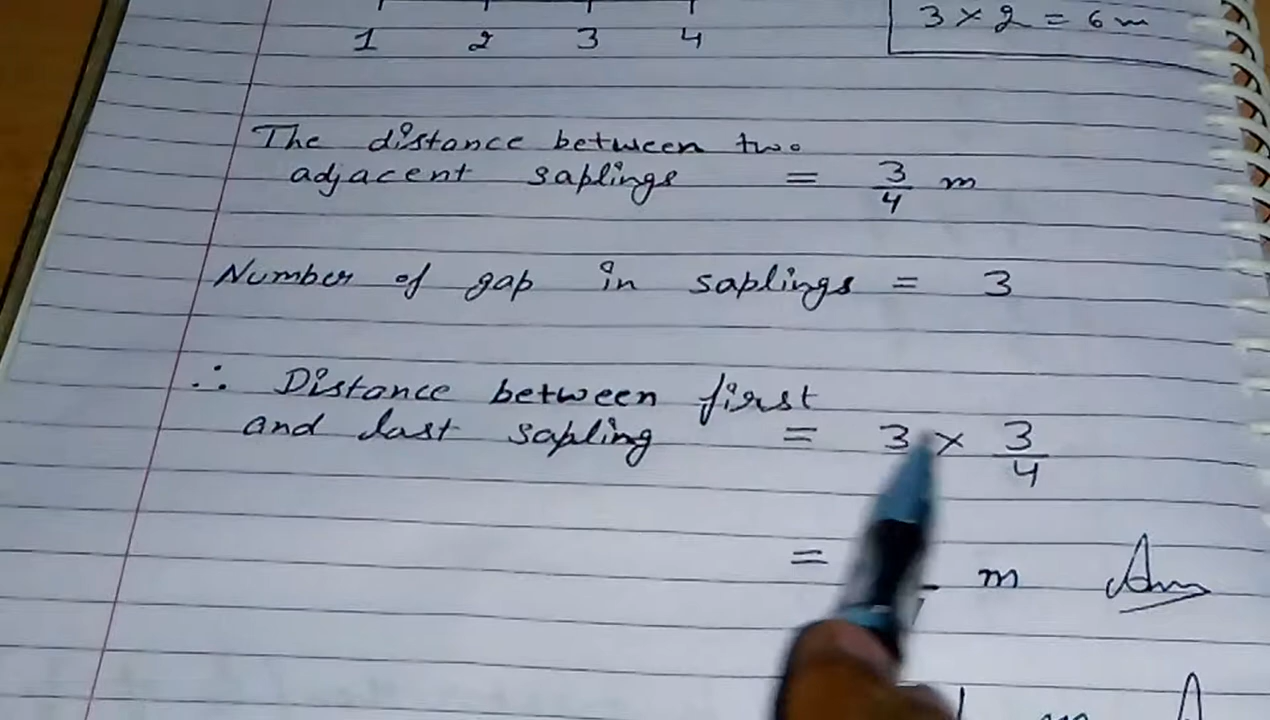 3 × 2 = 6 m
1 2 3 4
The distance between two
adjacent saplings = 3/4 m
Number of gap in saplings = 3
∴ Distance between first
and last sapling = 3 × 3/4
= m Ans